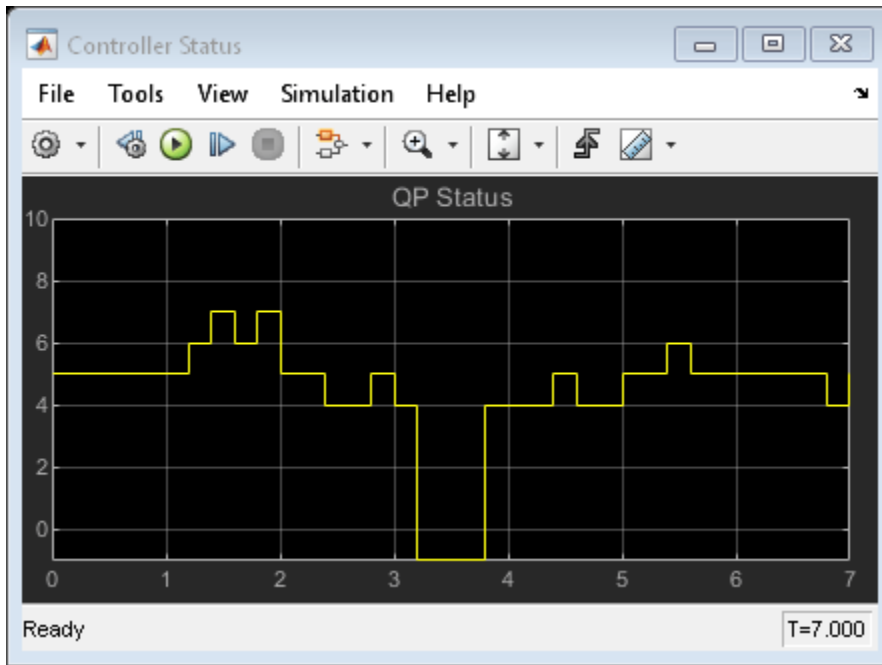 Controller Status
File Tools View Simulation Help
QP Status
10
8
6
4
2
0
0 1 2 3 4 5 6 7
Ready T=7.000